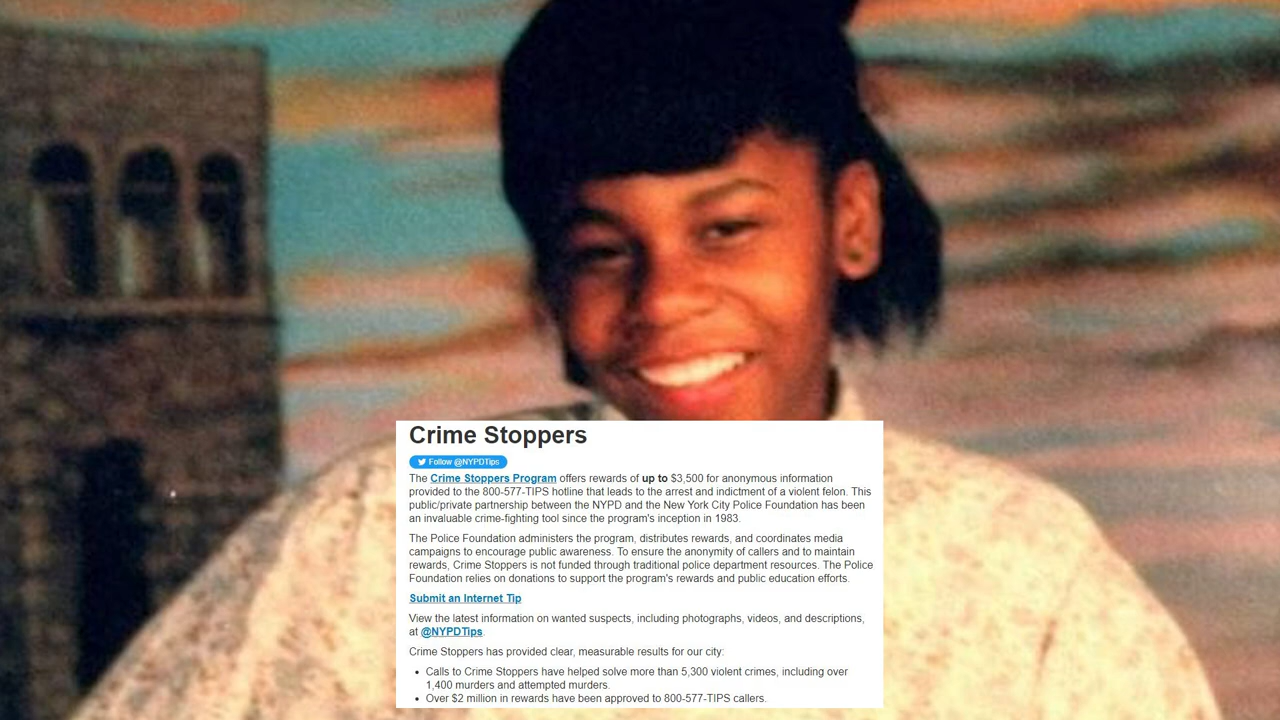 Crime Stoppers
Follow @NYPDTips
The Crime Stoppers Program offers rewards of up to $3,500 for anonymous information
provided to the 800-577-TIPS hotline that leads to the arrest and indictment of a violent felon. This
public/private partnership between the NYPD and the New York City Police Foundation has been
an invaluable crime-fighting tool since the program's inception in 1983.
The Police Foundation administers the program, distributes rewards, and coordinates media
campaigns to encourage public awareness. To ensure the anonymity of callers and to maintain
rewards, Crime Stoppers is not funded through traditional police department resources. The Police
Foundation relies on donations to support the program's rewards and public education efforts.
Submit an Internet Tip
View the latest information on wanted suspects, including photographs, videos, and descriptions,
at @NYPDTips.
Crime Stoppers has provided clear, measurable results for our city:
• Calls to Crime Stoppers have helped solve more than 5,300 violent crimes, including over
1,400 murders and attempted murders.
• Over $2 million in rewards have been approved to 800-577-TIPS callers.